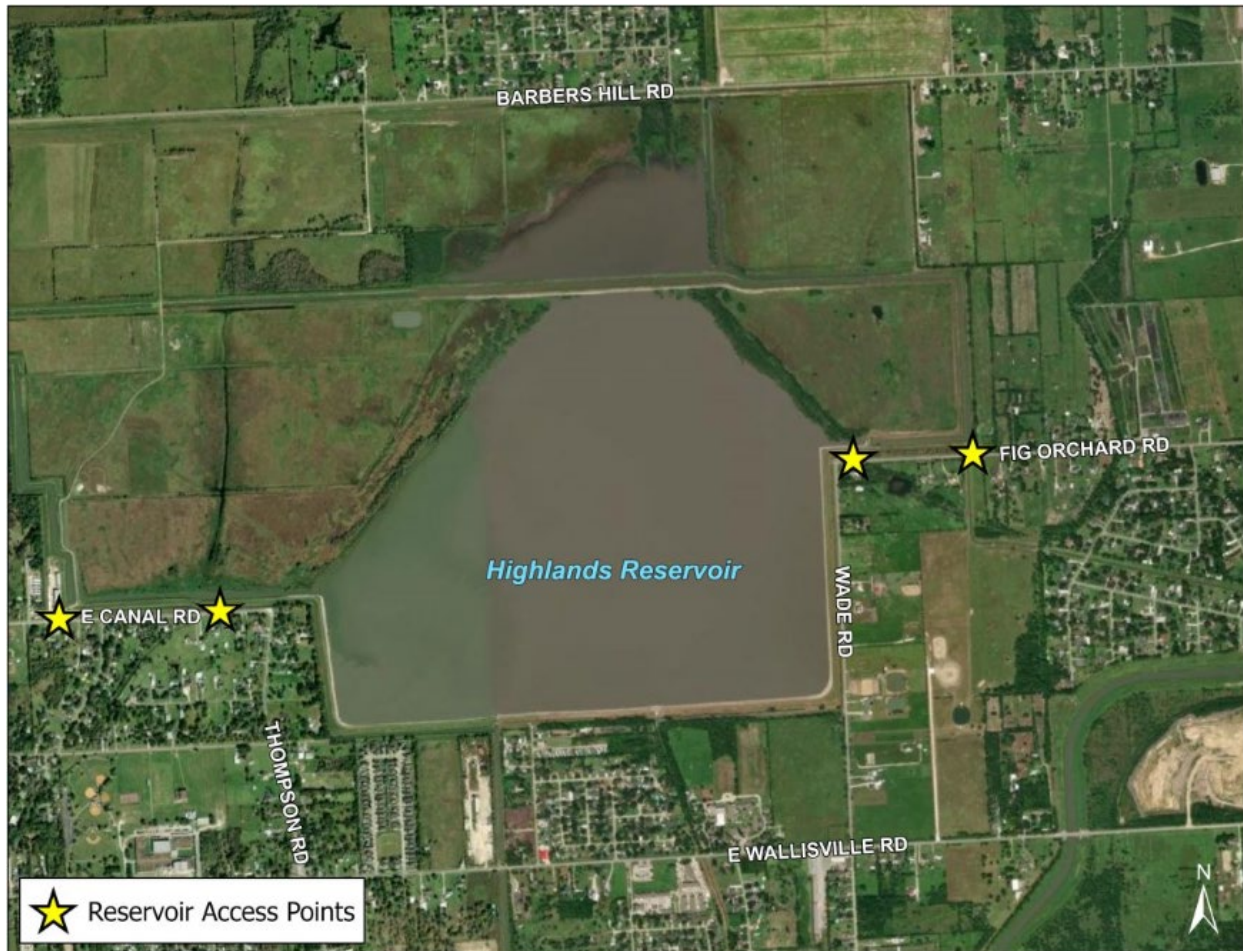 BARBERS HILL RD
FIG ORCHARD RD
Highlands Reservoir
WADE RD
E CANAL RD
THOMPSON RD
E WALLISVILLE RD
N
Reservoir Access Points